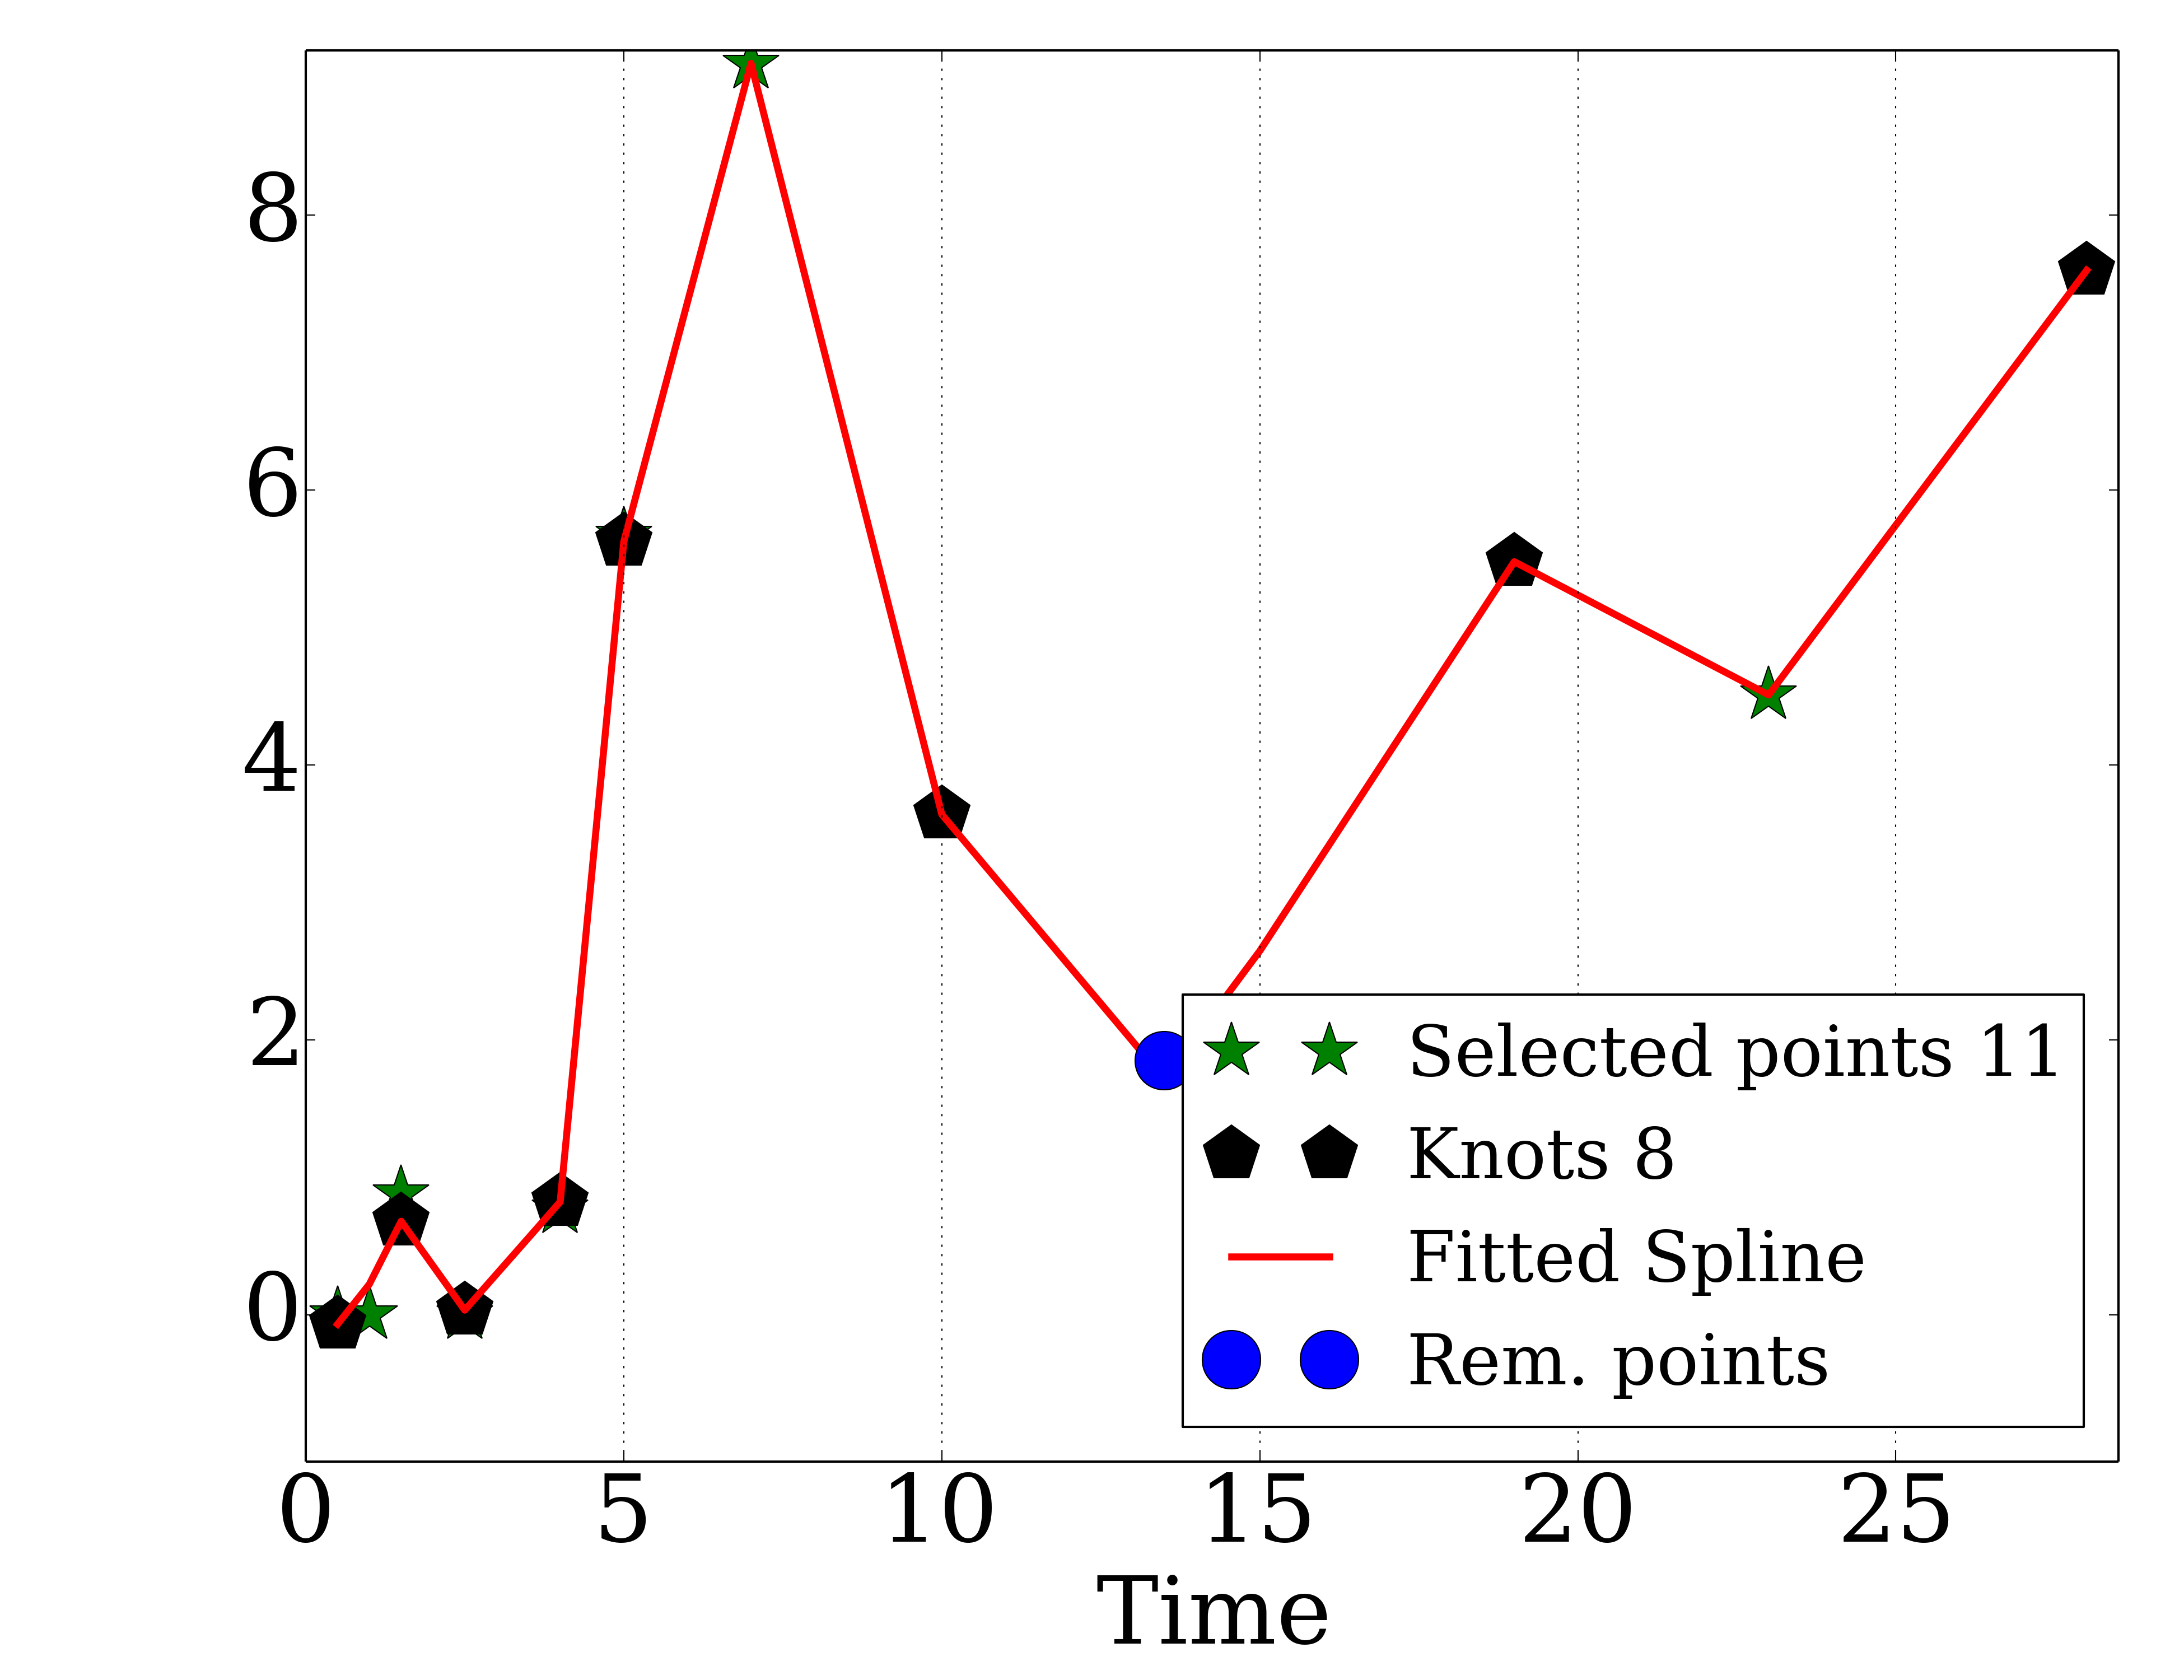 8
6
4
2
0
Selected points 11
Knots 8
Fitted Spline
Rem. points
0 5 10 15 20 25
Time